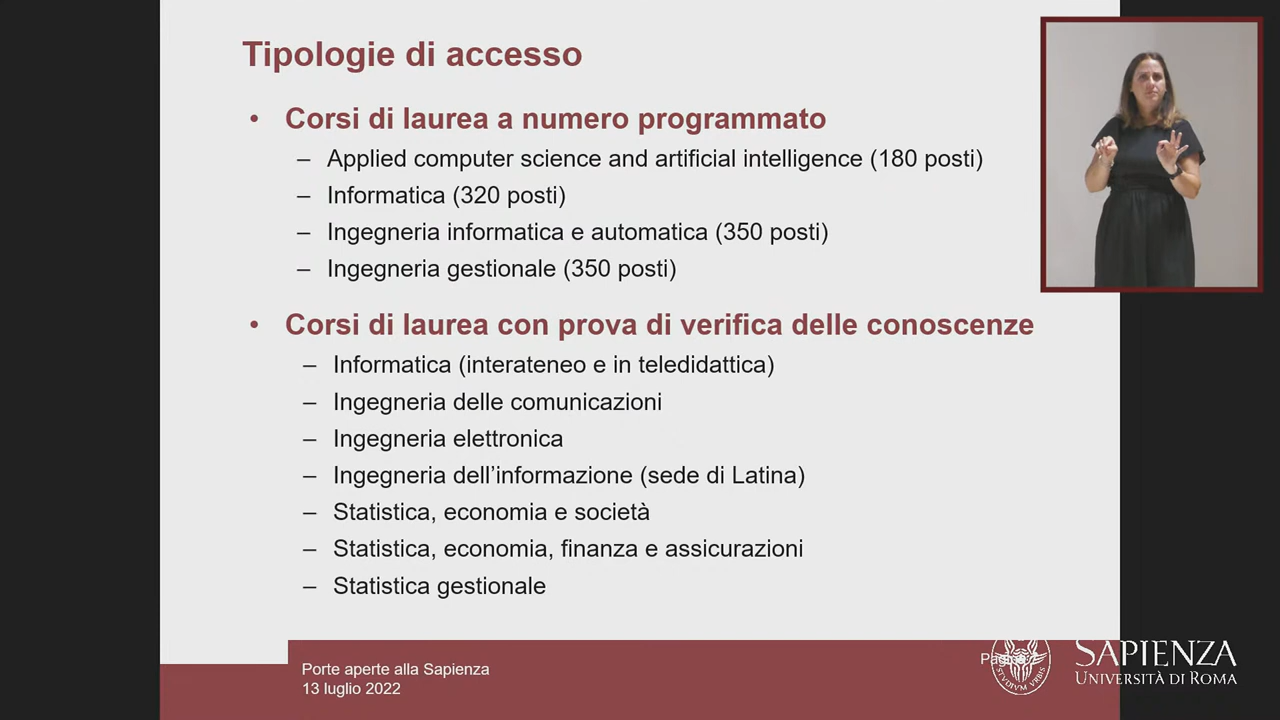 Tipologie di accesso
• Corsi di laurea a numero programmato
– Applied computer science and artificial intelligence (180 posti)
– Informatica (320 posti)
– Ingegneria informatica e automatica (350 posti)
– Ingegneria gestionale (350 posti)
• Corsi di laurea con prova di verifica delle conoscenze
– Informatica (interateneo e in teledidattica)
– Ingegneria delle comunicazioni
– Ingegneria elettronica
– Ingegneria dell’informazione (sede di Latina)
– Statistica, economia e società
– Statistica, economia, finanza e assicurazioni
– Statistica gestionale
Porte aperte alla Sapienza
13 luglio 2022
STUDIUM URBIS
SAPIENZA
UNIVERSITÀ DI ROMA